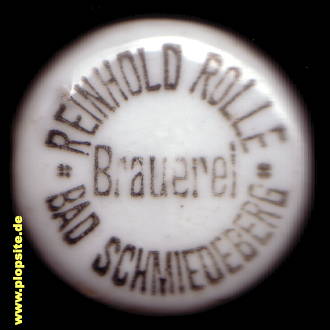 REINHOLD ROLLE
Brauerei
* BAD SCHMIEDEBERG *
www.plopsite.de